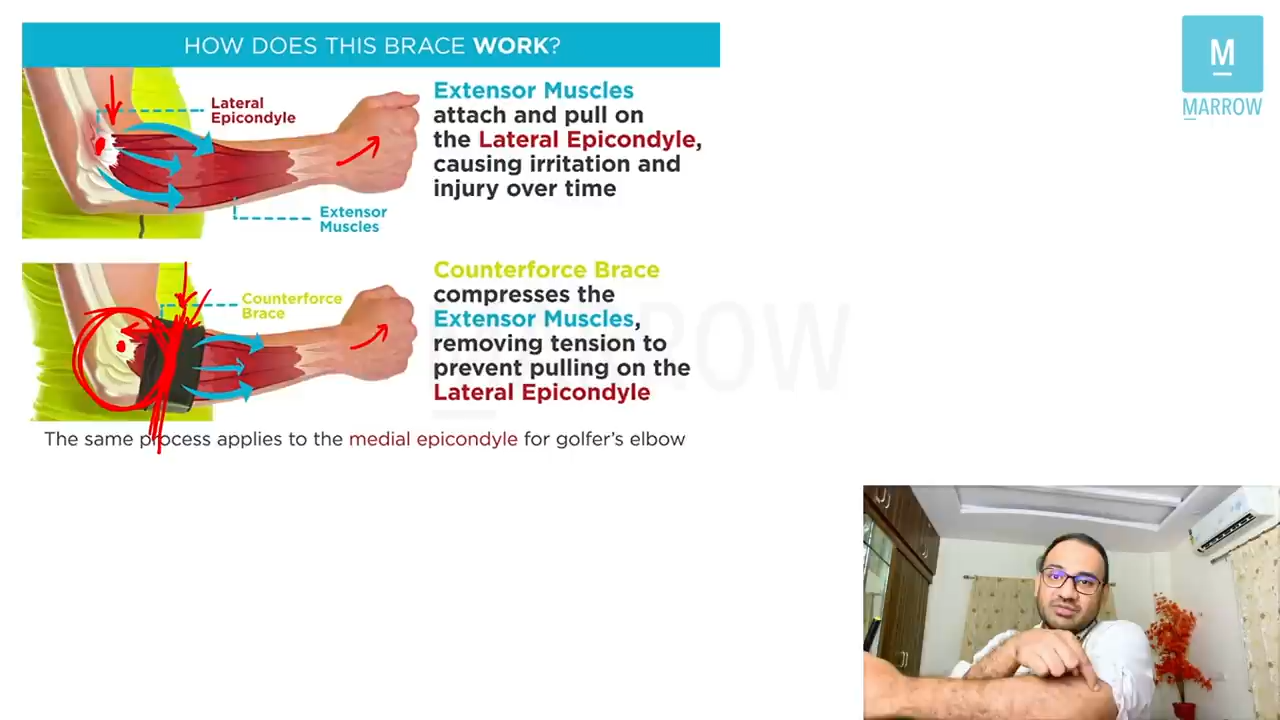 HOW DOES THIS BRACE WORK?
Lateral
Epicondyle
Extensor
Muscles
Extensor Muscles
attach and pull on
the Lateral Epicondyle,
causing irritation and
injury over time
Counterforce
Brace
Counterforce Brace
compresses the
Extensor Muscles,
removing tension to
prevent pulling on the
Lateral Epicondyle
The same process applies to the medial epicondyle for golfer's elbow
M
MARROW
MARROW